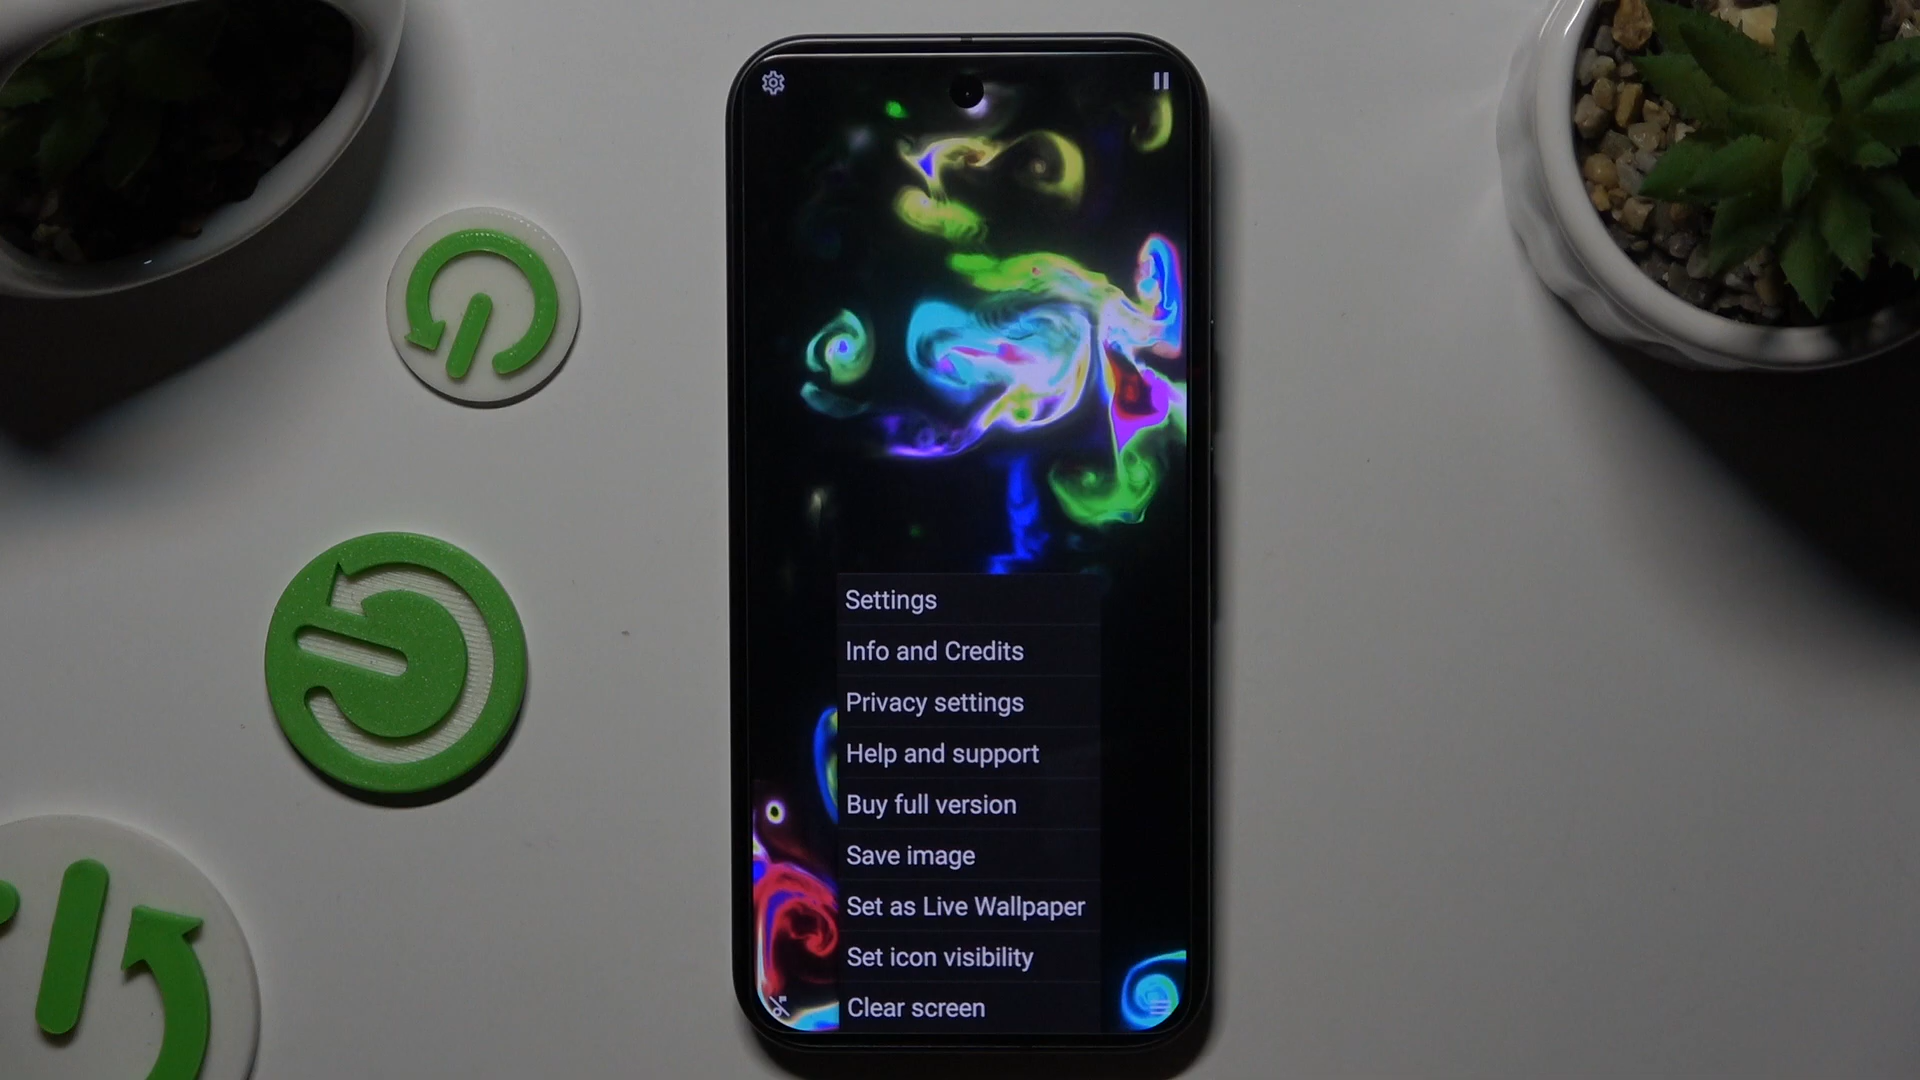 Settings
Info and Credits
Privacy settings
Help and support
Buy full version
Save image
Set as Live Wallpaper
Set icon visibility
Clear screen